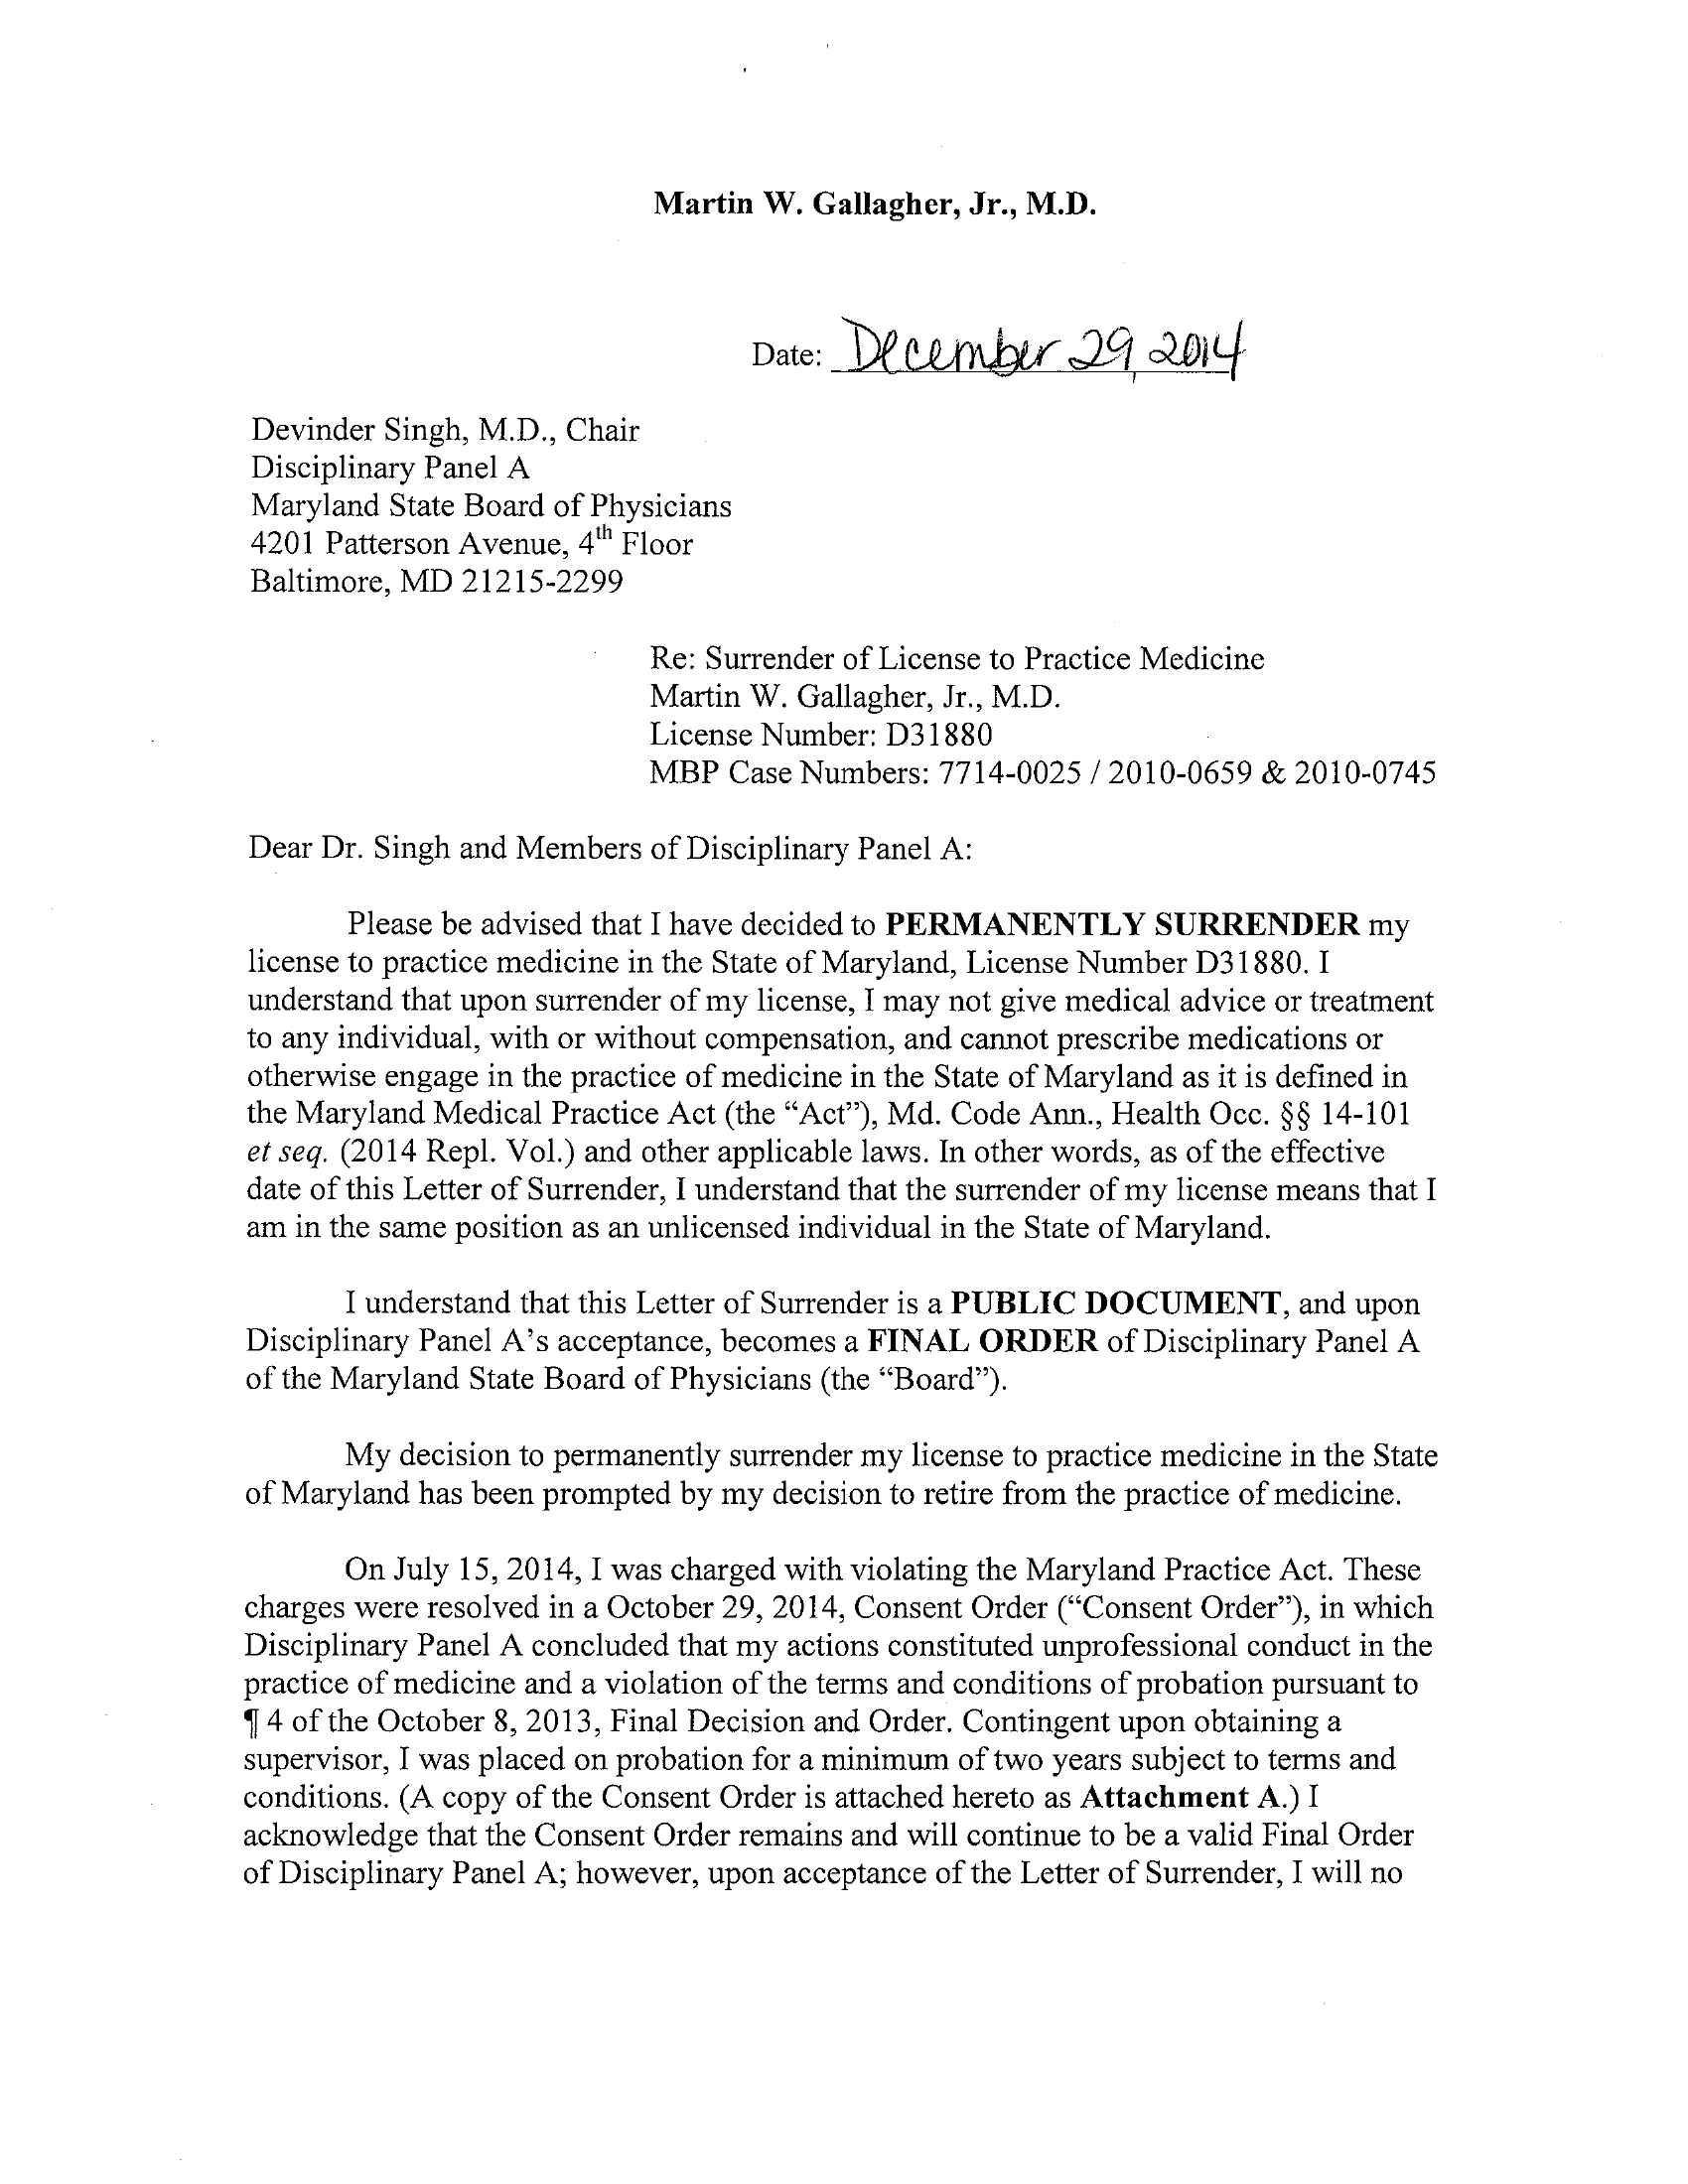 Martin W. Gallagher, Jr., M.D.
Date: December 29, 2014
Devinder Singh, M.D., Chair
Disciplinary Panel A
Maryland State Board of Physicians
4201 Patterson Avenue, 4th Floor
Baltimore, MD 21215-2299
Re: Surrender of License to Practice Medicine
Martin W. Gallagher, Jr., M.D.
License Number: D31880
MBP Case Numbers: 7714-0025 / 2010-0659 & 2010-0745
Dear Dr. Singh and Members of Disciplinary Panel A:
Please be advised that I have decided to PERMANENTLY SURRENDER my
license to practice medicine in the State of Maryland, License Number D31880. I
understand that upon surrender of my license, I may not give medical advice or treatment
to any individual, with or without compensation, and cannot prescribe medications or
otherwise engage in the practice of medicine in the State of Maryland as it is defined in
the Maryland Medical Practice Act (the “Act”), Md. Code Ann., Health Occ. §§ 14-101
et seq. (2014 Repl. Vol.) and other applicable laws. In other words, as of the effective
date of this Letter of Surrender, I understand that the surrender of my license means that I
am in the same position as an unlicensed individual in the State of Maryland.
I understand that this Letter of Surrender is a PUBLIC DOCUMENT, and upon
Disciplinary Panel A’s acceptance, becomes a FINAL ORDER of Disciplinary Panel A
of the Maryland State Board of Physicians (the “Board”).
My decision to permanently surrender my license to practice medicine in the State
of Maryland has been prompted by my decision to retire from the practice of medicine.
On July 15, 2014, I was charged with violating the Maryland Practice Act. These
charges were resolved in a October 29, 2014, Consent Order (“Consent Order”), in which
Disciplinary Panel A concluded that my actions constituted unprofessional conduct in the
practice of medicine and a violation of the terms and conditions of probation pursuant to
¶ 4 of the October 8, 2013, Final Decision and Order. Contingent upon obtaining a
supervisor, I was placed on probation for a minimum of two years subject to terms and
conditions. (A copy of the Consent Order is attached hereto as Attachment A.) I
acknowledge that the Consent Order remains and will continue to be a valid Final Order
of Disciplinary Panel A; however, upon acceptance of the Letter of Surrender, I will no